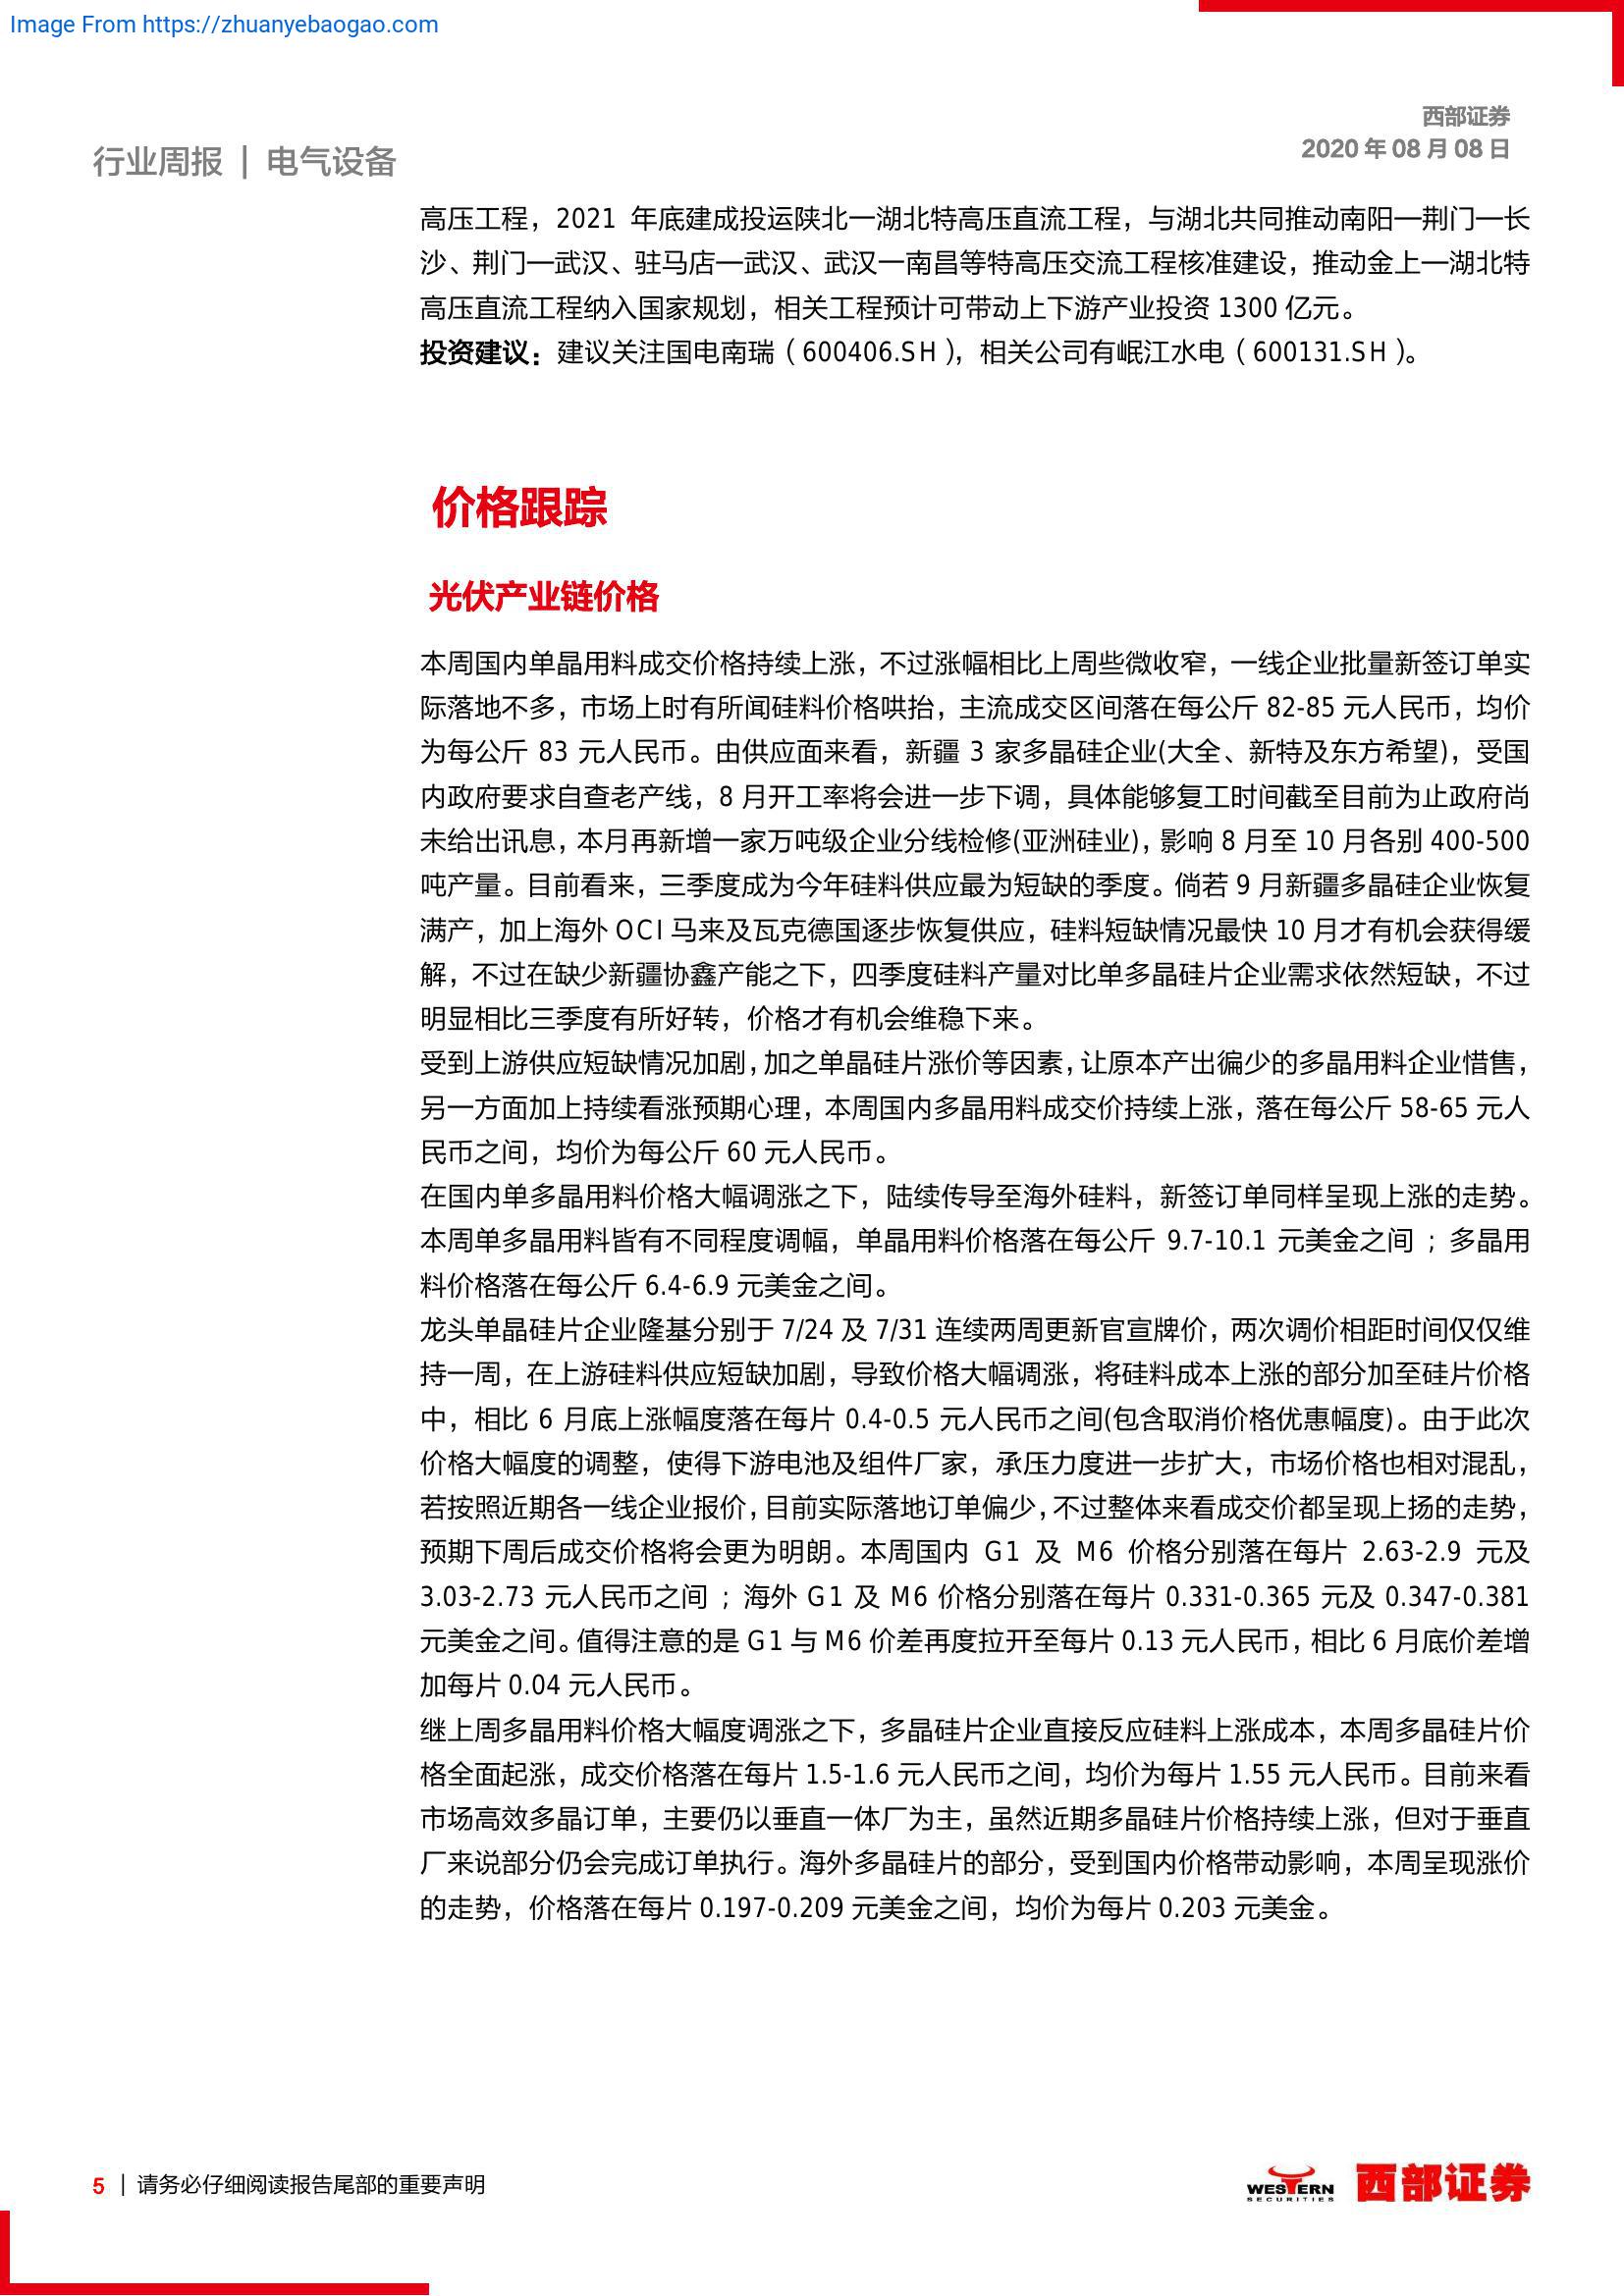 Image From https://zhuanyebaogao.com
西部证券
2020 年 08 月 08 日
行业周报 | 电气设备
高压工程，2021 年底建成投运陕北一湖北特高压直流工程，与湖北共同推动南阳—荆门—长
沙、荆门—武汉、驻马店—武汉、武汉一南昌等特高压交流工程核准建设，推动金上—湖北特
高压直流工程纳入国家规划，相关工程预计可带动上下游产业投资 1300 亿元。
投资建议：建议关注国电南瑞（600406.SH），相关公司有岷江水电（600131.SH）。
价格跟踪
光伏产业链价格
本周国内单晶用料成交价格持续上涨，不过涨幅相比上周些微收窄，一线企业批量新签订单实
际落地不多，市场上时有所闻硅料价格哄抬，主流成交区间落在每公斤 82-85 元人民币，均价
为每公斤 83 元人民币。由供应面来看，新疆 3 家多晶硅企业(大全、新特及东方希望)，受国
内政府要求自查老产线，8 月开工率将会进一步下调，具体能够复工时间截至目前为止政府尚
未给出讯息，本月再新增一家万吨级企业分线检修(亚洲硅业)，影响 8 月至 10 月各别 400-500
吨产量。目前看来，三季度成为今年硅料供应最为短缺的季度。倘若 9 月新疆多晶硅企业恢复
满产，加上海外 OCI 马来及瓦克德国逐步恢复供应，硅料短缺情况最快 10 月才有机会获得缓
解，不过在缺少新疆协鑫产能之下，四季度硅料产量对比单多晶硅片企业需求依然短缺，不过
明显相比三季度有所好转，价格才有机会维稳下来。
受到上游供应短缺情况加剧，加之单晶硅片涨价等因素，让原本产出徧少的多晶用料企业惜售，
另一方面加上持续看涨预期心理，本周国内多晶用料成交价持续上涨，落在每公斤 58-65 元人
民币之间，均价为每公斤 60 元人民币。
在国内单多晶用料价格大幅调涨之下，陆续传导至海外硅料，新签订单同样呈现上涨的走势。
本周单多晶用料皆有不同程度调幅，单晶用料价格落在每公斤 9.7-10.1 元美金之间；多晶用
料价格落在每公斤 6.4-6.9 元美金之间。
龙头单晶硅片企业隆基分别于 7/24 及 7/31 连续两周更新官宣牌价，两次调价相距时间仅仅维
持一周，在上游硅料供应短缺加剧，导致价格大幅调涨，将硅料成本上涨的部分加至硅片价格
中，相比 6 月底上涨幅度落在每片 0.4-0.5 元人民币之间(包含取消价格优惠幅度)。由于此次
价格大幅度的调整，使得下游电池及组件厂家，承压力度进一步扩大，市场价格也相对混乱，
若按照近期各一线企业报价，目前实际落地订单偏少，不过整体来看成交价都呈现上扬的走势，
预期下周后成交价格将会更为明朗。本周国内 G1 及 M6 价格分别落在每片 2.63-2.9 元及
3.03-2.73 元人民币之间；海外 G1 及 M6 价格分别落在每片 0.331-0.365 元及 0.347-0.381
元美金之间。值得注意的是 G1 与 M6 价差再度拉开至每片 0.13 元人民币，相比 6 月底价差增
加每片 0.04 元人民币。
继上周多晶用料价格大幅度调涨之下，多晶硅片企业直接反应硅料上涨成本，本周多晶硅片价
格全面起涨，成交价格落在每片 1.5-1.6 元人民币之间，均价为每片 1.55 元人民币。目前来看
市场高效多晶订单，主要仍以垂直一体厂为主，虽然近期多晶硅片价格持续上涨，但对于垂直
厂来说部分仍会完成订单执行。海外多晶硅片的部分，受到国内价格带动影响，本周呈现涨价
的走势，价格落在每片 0.197-0.209 元美金之间，均价为每片 0.203 元美金。
5 | 请务必仔细阅读报告尾部的重要声明
WESTERN
SECURITIES
西部证券